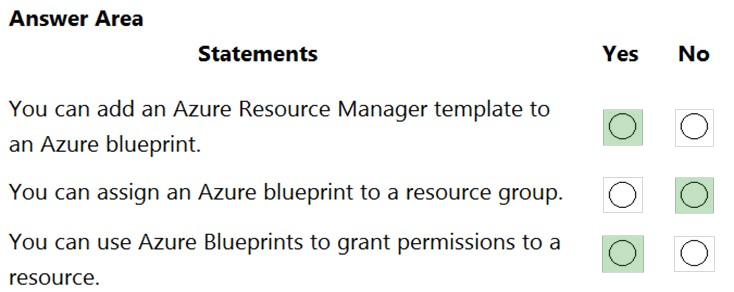 Answer Area
Statements Yes No
You can add an Azure Resource Manager template to
an Azure blueprint.
You can assign an Azure blueprint to a resource group.
You can use Azure Blueprints to grant permissions to a
resource.